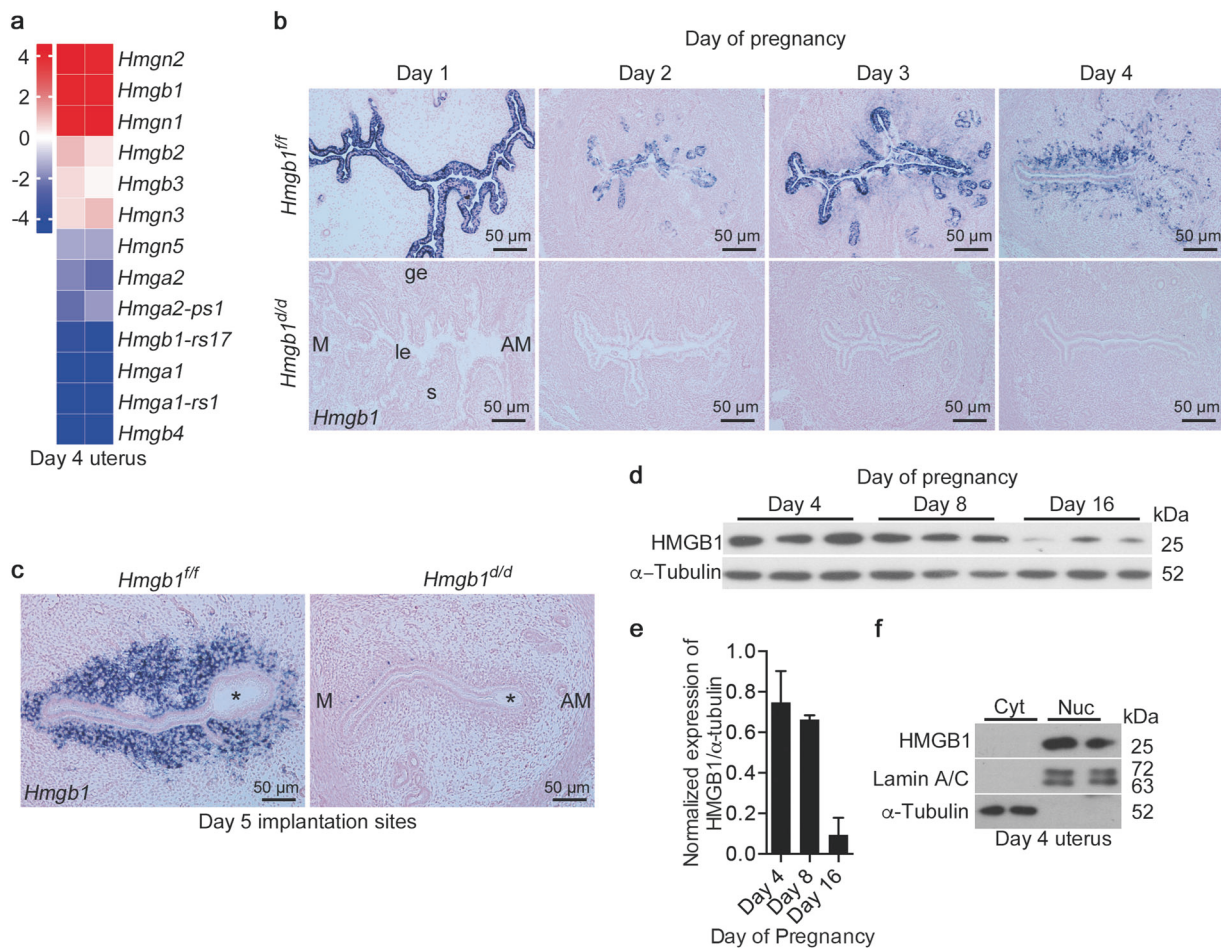 a
4
2
0
-2
-4
Hmgn2
Hmgb1
Hmgn1
Hmgb2
Hmgb3
Hmgn3
Hmgn5
Hmga2
Hmga2-ps1
Hmgb1-rs17
Hmga1
Hmga1-rs1
Hmgb4
Day 4 uterus
b
Day of pregnancy
Day 1 Day 2 Day 3 Day 4
Hmgb1f/f
50 µm 50 µm 50 µm 50 µm
Hmgb1d/d
ge
M le AM
s
Hmgb1
50 µm 50 µm 50 µm 50 µm
c
Hmgb1f/f Hmgb1d/d
* M * AM
Hmgb1 50 µm 50 µm
Day 5 implantation sites
d
Day of pregnancy
Day 4 Day 8 Day 16
kDa
HMGB1 25
α−Tubulin 52
e
Normalized expression of
HMGB1/α-tubulin
1.0
0.8
0.6
0.4
0.2
0.0
Day 4
Day 8
Day 16
Day of Pregnancy
f
Cyt Nuc
kDa
HMGB1 25
Lamin A/C 72
63
α-Tubulin 52
Day 4 uterus